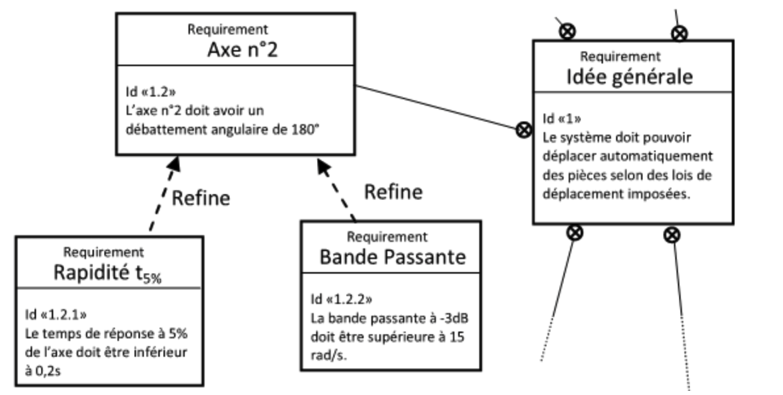 Requirement
Axe n°2
Id «1.2»
L'axe n°2 doit avoir un
débattement angulaire de 180°
Requirement
Idée générale
Id «1»
Le système doit pouvoir
déplacer automatiquement
des pièces selon des lois de
déplacement imposées.
Refine
Refine
Requirement
Rapidité t5%
Id «1.2.1»
Le temps de réponse à 5%
de l'axe doit être inférieur
à 0,2s
Requirement
Bande Passante
Id «1.2.2»
La bande passante à -3dB
doit être supérieure à 15
rad/s.